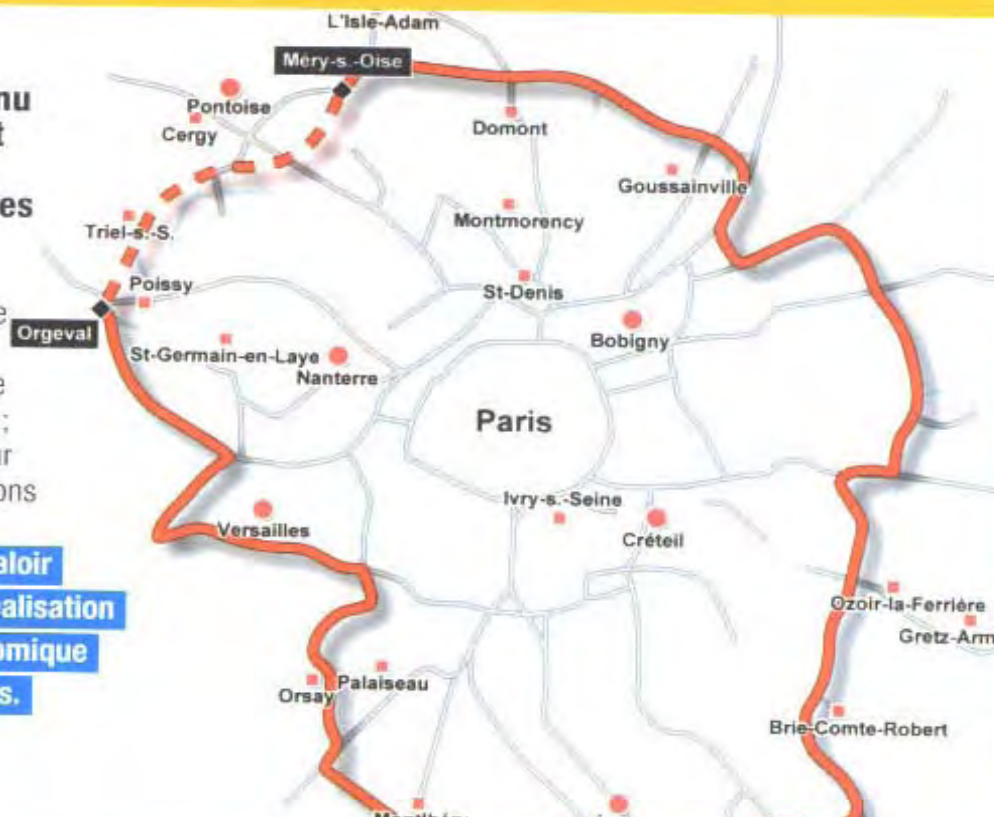 nu
t
es
e
e
;
ur
ons
aloir
éalisation
omique
s.
L'Isle-Adam
Méry-s.-Oise
Pontoise
Cergy
Domont
Goussainville
Montmorency
Triel-s.-S.
Poissy
St-Denis
Orgeval
St-Germain-en-Laye
Nanterre
Bobigny
Paris
Ivry-s.-Seine
Versailles
Créteil
Ozoir-la-Ferrière
Gretz-Arm
Palaiseau
Orsay
Brie-Comte-Robert